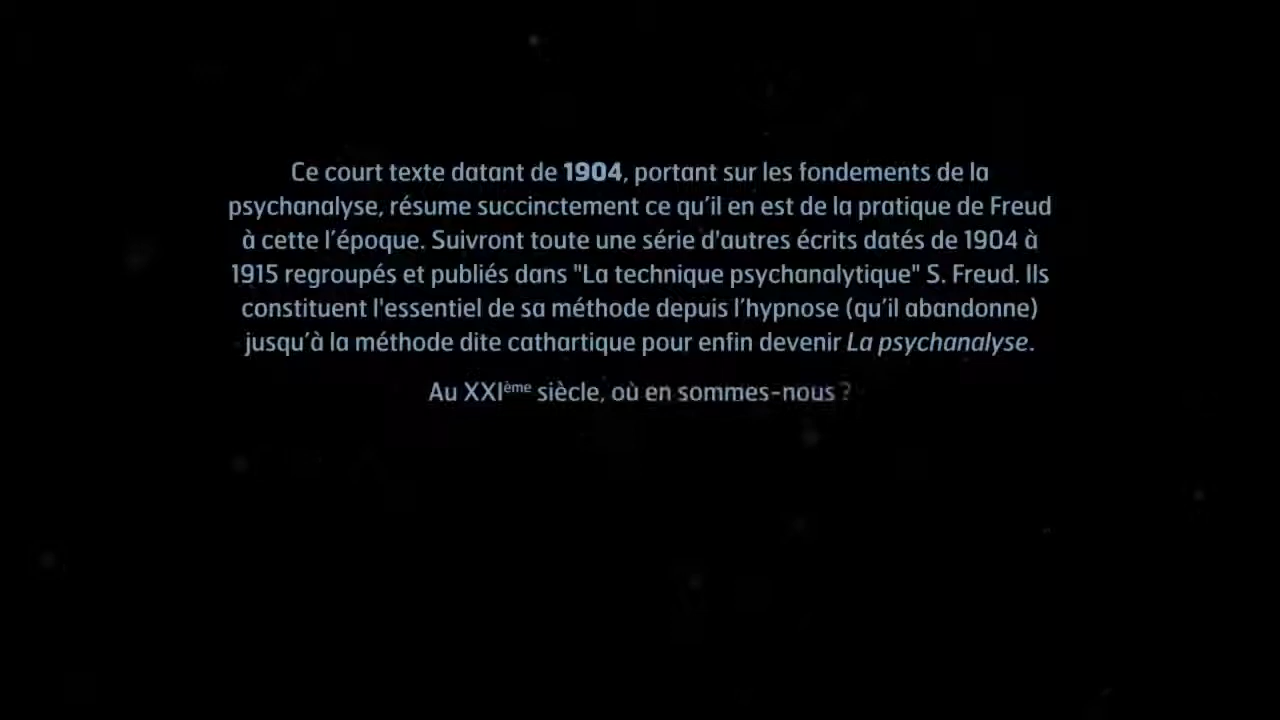 Ce court texte datant de 1904, portant sur les fondements de la
psychanalyse, résume succinctement ce qu’il en est de la pratique de Freud
à cette l’époque. Suivront toute une série d'autres écrits datés de 1904 à
1915 regroupés et publiés dans "La technique psychanalytique" S. Freud. Ils
constituent l'essentiel de sa méthode depuis l’hypnose (qu’il abandonne)
jusqu’à la méthode dite cathartique pour enfin devenir La psychanalyse.
Au XXIème siècle, où en sommes-nous ?